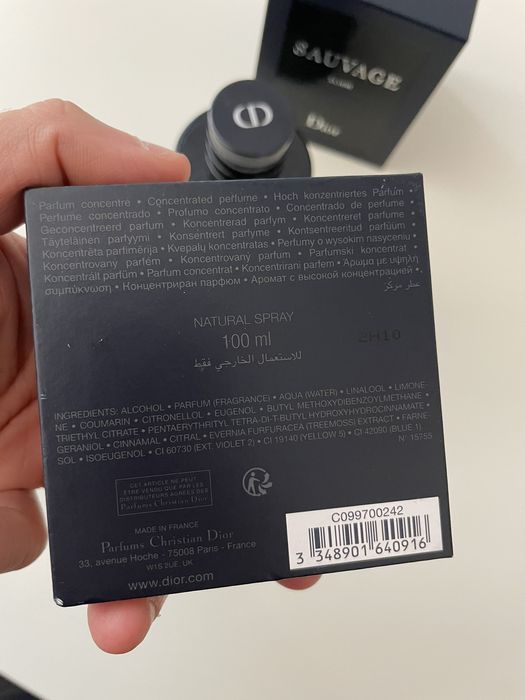 SAUVAGE
Dior
CD
Parfum concentré • Concentrated perfume • Hoch konzentriertes Parfum •
Perfume concentrado • Profumo concentrato • Concentrado de perfume
Geconcentreerd parfum • Koncentrerad parfym • Koncentreret perfume •
Täyteläinen parfyymi • Konsentrert parfyme • Kontsentreeritud parfüüm •
Koncentrēta parfimērija • Kvepalų koncentratas • Perfumy o wysokim nasyceniu •
Koncentrovaný parfém • Koncentrovaný parfum • Parfumski koncentrat •
Koncentrált parfüm • Parfum concentrat • Koncentrirani parfem • Άρωμα με υψηλή
συμπύκνωση • Концентриран парфюм • Аромат с высокой концентрацией •
عطر مركز
NATURAL SPRAY
100 ml
2H10
للاستعمال الخارجي فقط
INGREDIENTS: ALCOHOL • PARFUM (FRAGRANCE) • AQUA (WATER) • LINALOOL • LIMONE-
NE • COUMARIN • CITRONELLOL • EUGENOL • BUTYL METHOXYDIBENZOYLMETHANE •
TRIETHYL CITRATE • PENTAERYTHRITYL TETRA-DI-T-BUTYL HYDROXYHYDROCINNAMATE •
GERANIOL • CINNAMAL • CITRAL • EVERNIA FURFURACEA (TREEMOSS) EXTRACT • FARNE-
SOL • ISOEUGENOL • CI 60730 (EXT. VIOLET 2) • CI 19140 (YELLOW 5) • CI 42090 (BLUE 1).
N° 15755
CET ARTICLE NE PEUT
ÊTRE VENDU QUE PAR LES
DISTRIBUTEURS AGRÉÉS DES
Parfums Christian Dior
MADE IN FRANCE
Parfums Christian Dior
33, avenue Hoche - 75008 Paris - France
W1S 2UE. UK
www.dior.com
C099700242
3 348901 640916